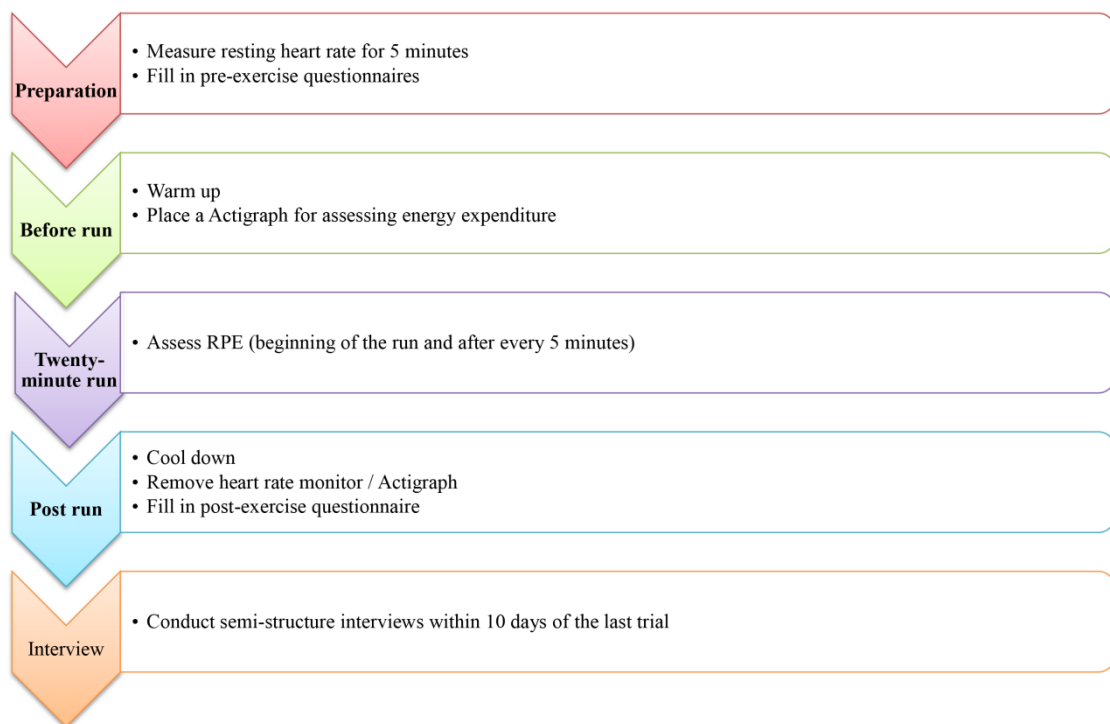 Preparation
• Measure resting heart rate for 5 minutes
• Fill in pre-exercise questionnaires
Before run
• Warm up
• Place a Actigraph for assessing energy expenditure
Twenty-
minute run
• Assess RPE (beginning of the run and after every 5 minutes)
Post run
• Cool down
• Remove heart rate monitor / Actigraph
• Fill in post-exercise questionnaire
Interview
• Conduct semi-structure interviews within 10 days of the last trial